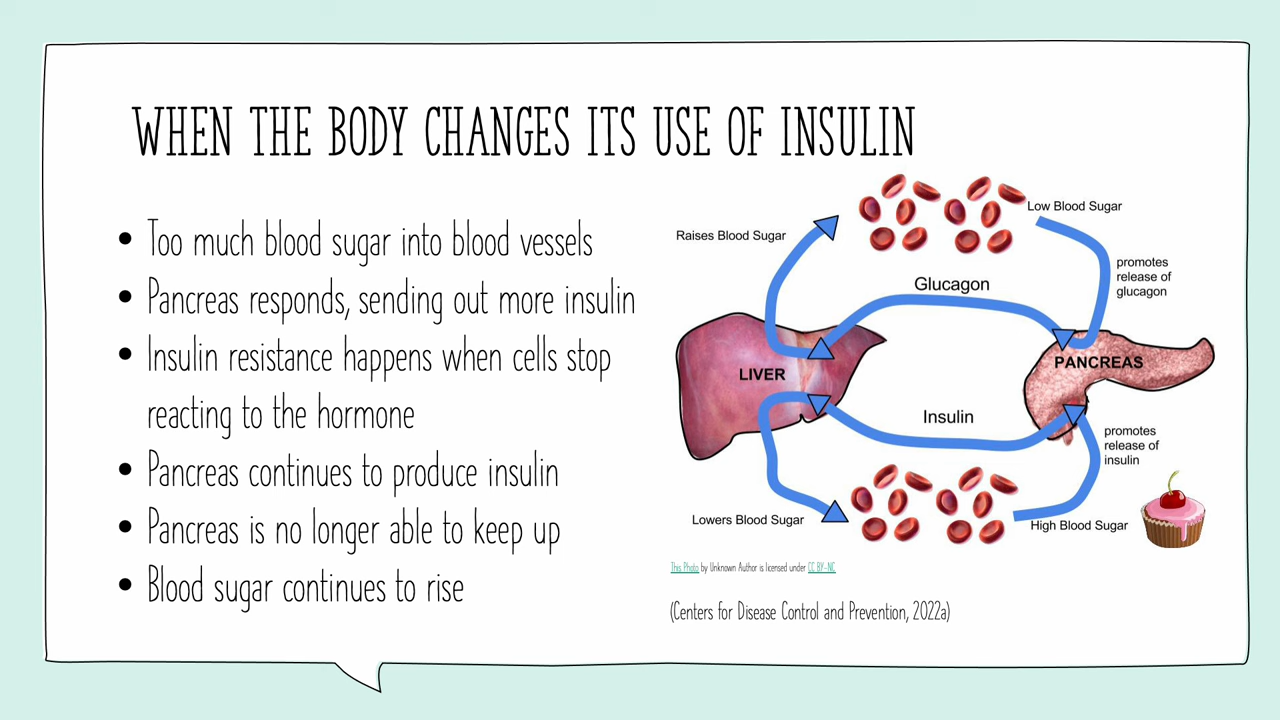 WHEN THE BODY CHANGES ITS USE OF INSULIN
• Too much blood sugar into blood vessels
• Pancreas responds, sending out more insulin
• Insulin resistance happens when cells stop
reacting to the hormone
• Pancreas continues to produce insulin
• Pancreas is no longer able to keep up
• Blood sugar continues to rise
Low Blood Sugar
Raises Blood Sugar
promotes
release of
glucagon
Glucagon
LIVER
PANCREAS
Insulin
promotes
release of
insulin
Lowers Blood Sugar
High Blood Sugar
This Photo by Unknown Author is licensed under CC BY-NC
(Centers for Disease Control and Prevention, 2022a)